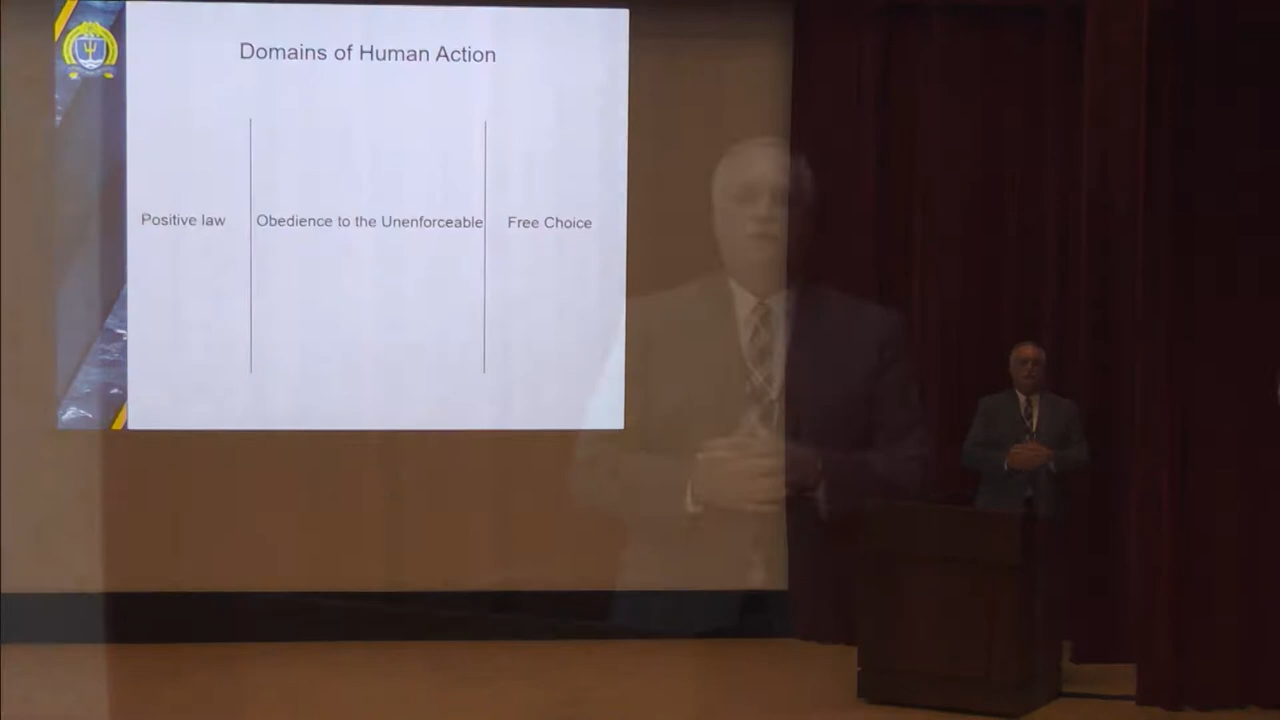 Domains of Human Action
Positive law
Obedience to the Unenforceable
Free Choice